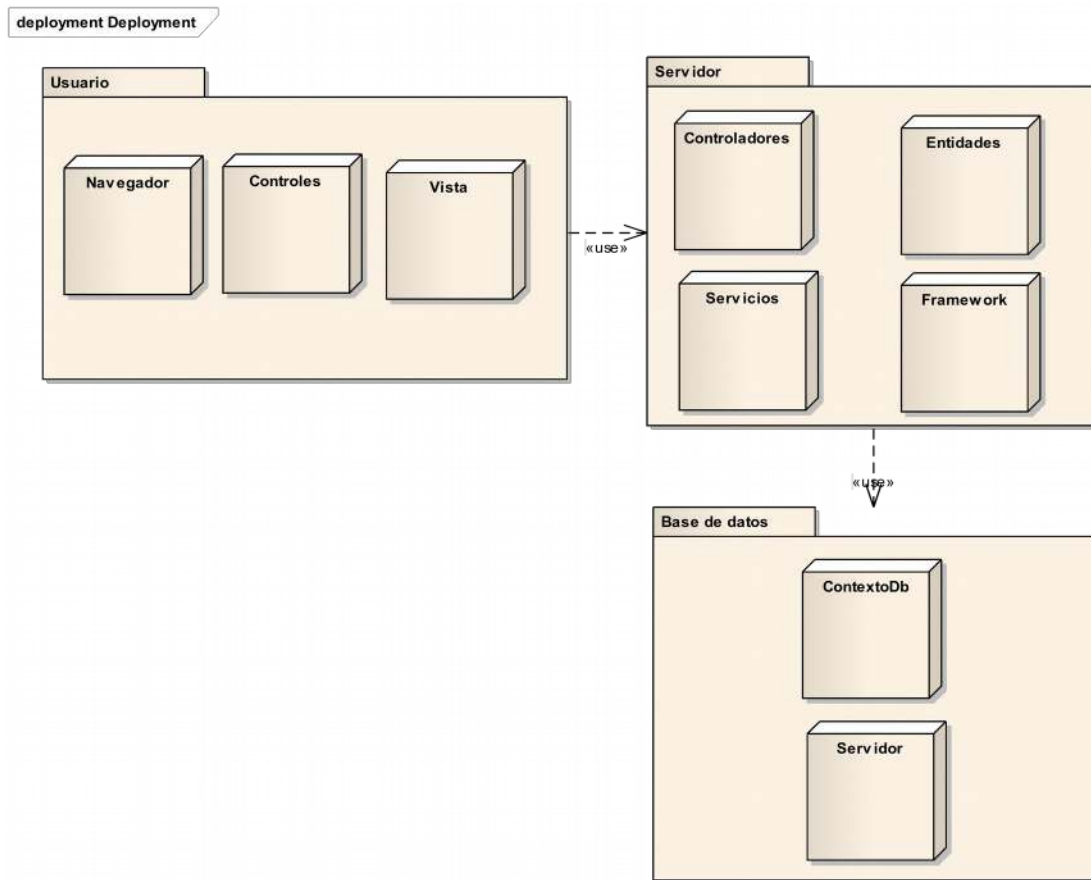 deployment Deployment
Usuario
Navegador
Controles
Vista
«use»
Servidor
Controladores
Entidades
Servicios
Framework
«use»
Base de datos
ContextoDb
Servidor